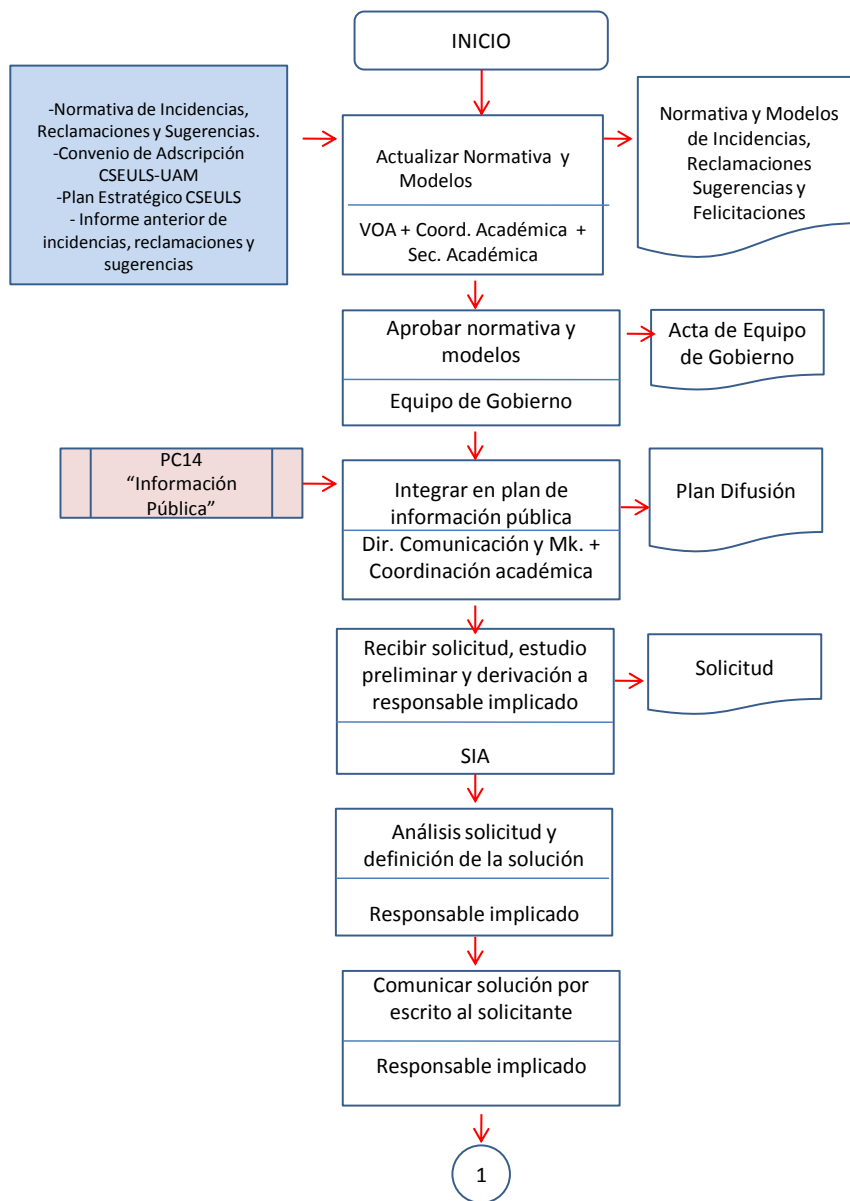 INICIO
-Normativa de Incidencias,
Reclamaciones y Sugerencias.
-Convenio de Adscripción
CSEULS-UAM
-Plan Estratégico CSEULS
- Informe anterior de
incidencias, reclamaciones y
sugerencias
Actualizar Normativa y
Modelos
VOA + Coord. Académica +
Sec. Académica
Normativa y Modelos
de Incidencias,
Reclamaciones
Sugerencias y
Felicitaciones
Aprobar normativa y
modelos
Equipo de Gobierno
Acta de Equipo
de Gobierno
PC14
“Información
Pública”
Integrar en plan de
información pública
Dir. Comunicación y Mk. +
Coordinación académica
Plan Difusión
Recibir solicitud, estudio
preliminar y derivación a
responsable implicado
SIA
Solicitud
Análisis solicitud y
definición de la solución
Responsable implicado
Comunicar solución por
escrito al solicitante
Responsable implicado
1